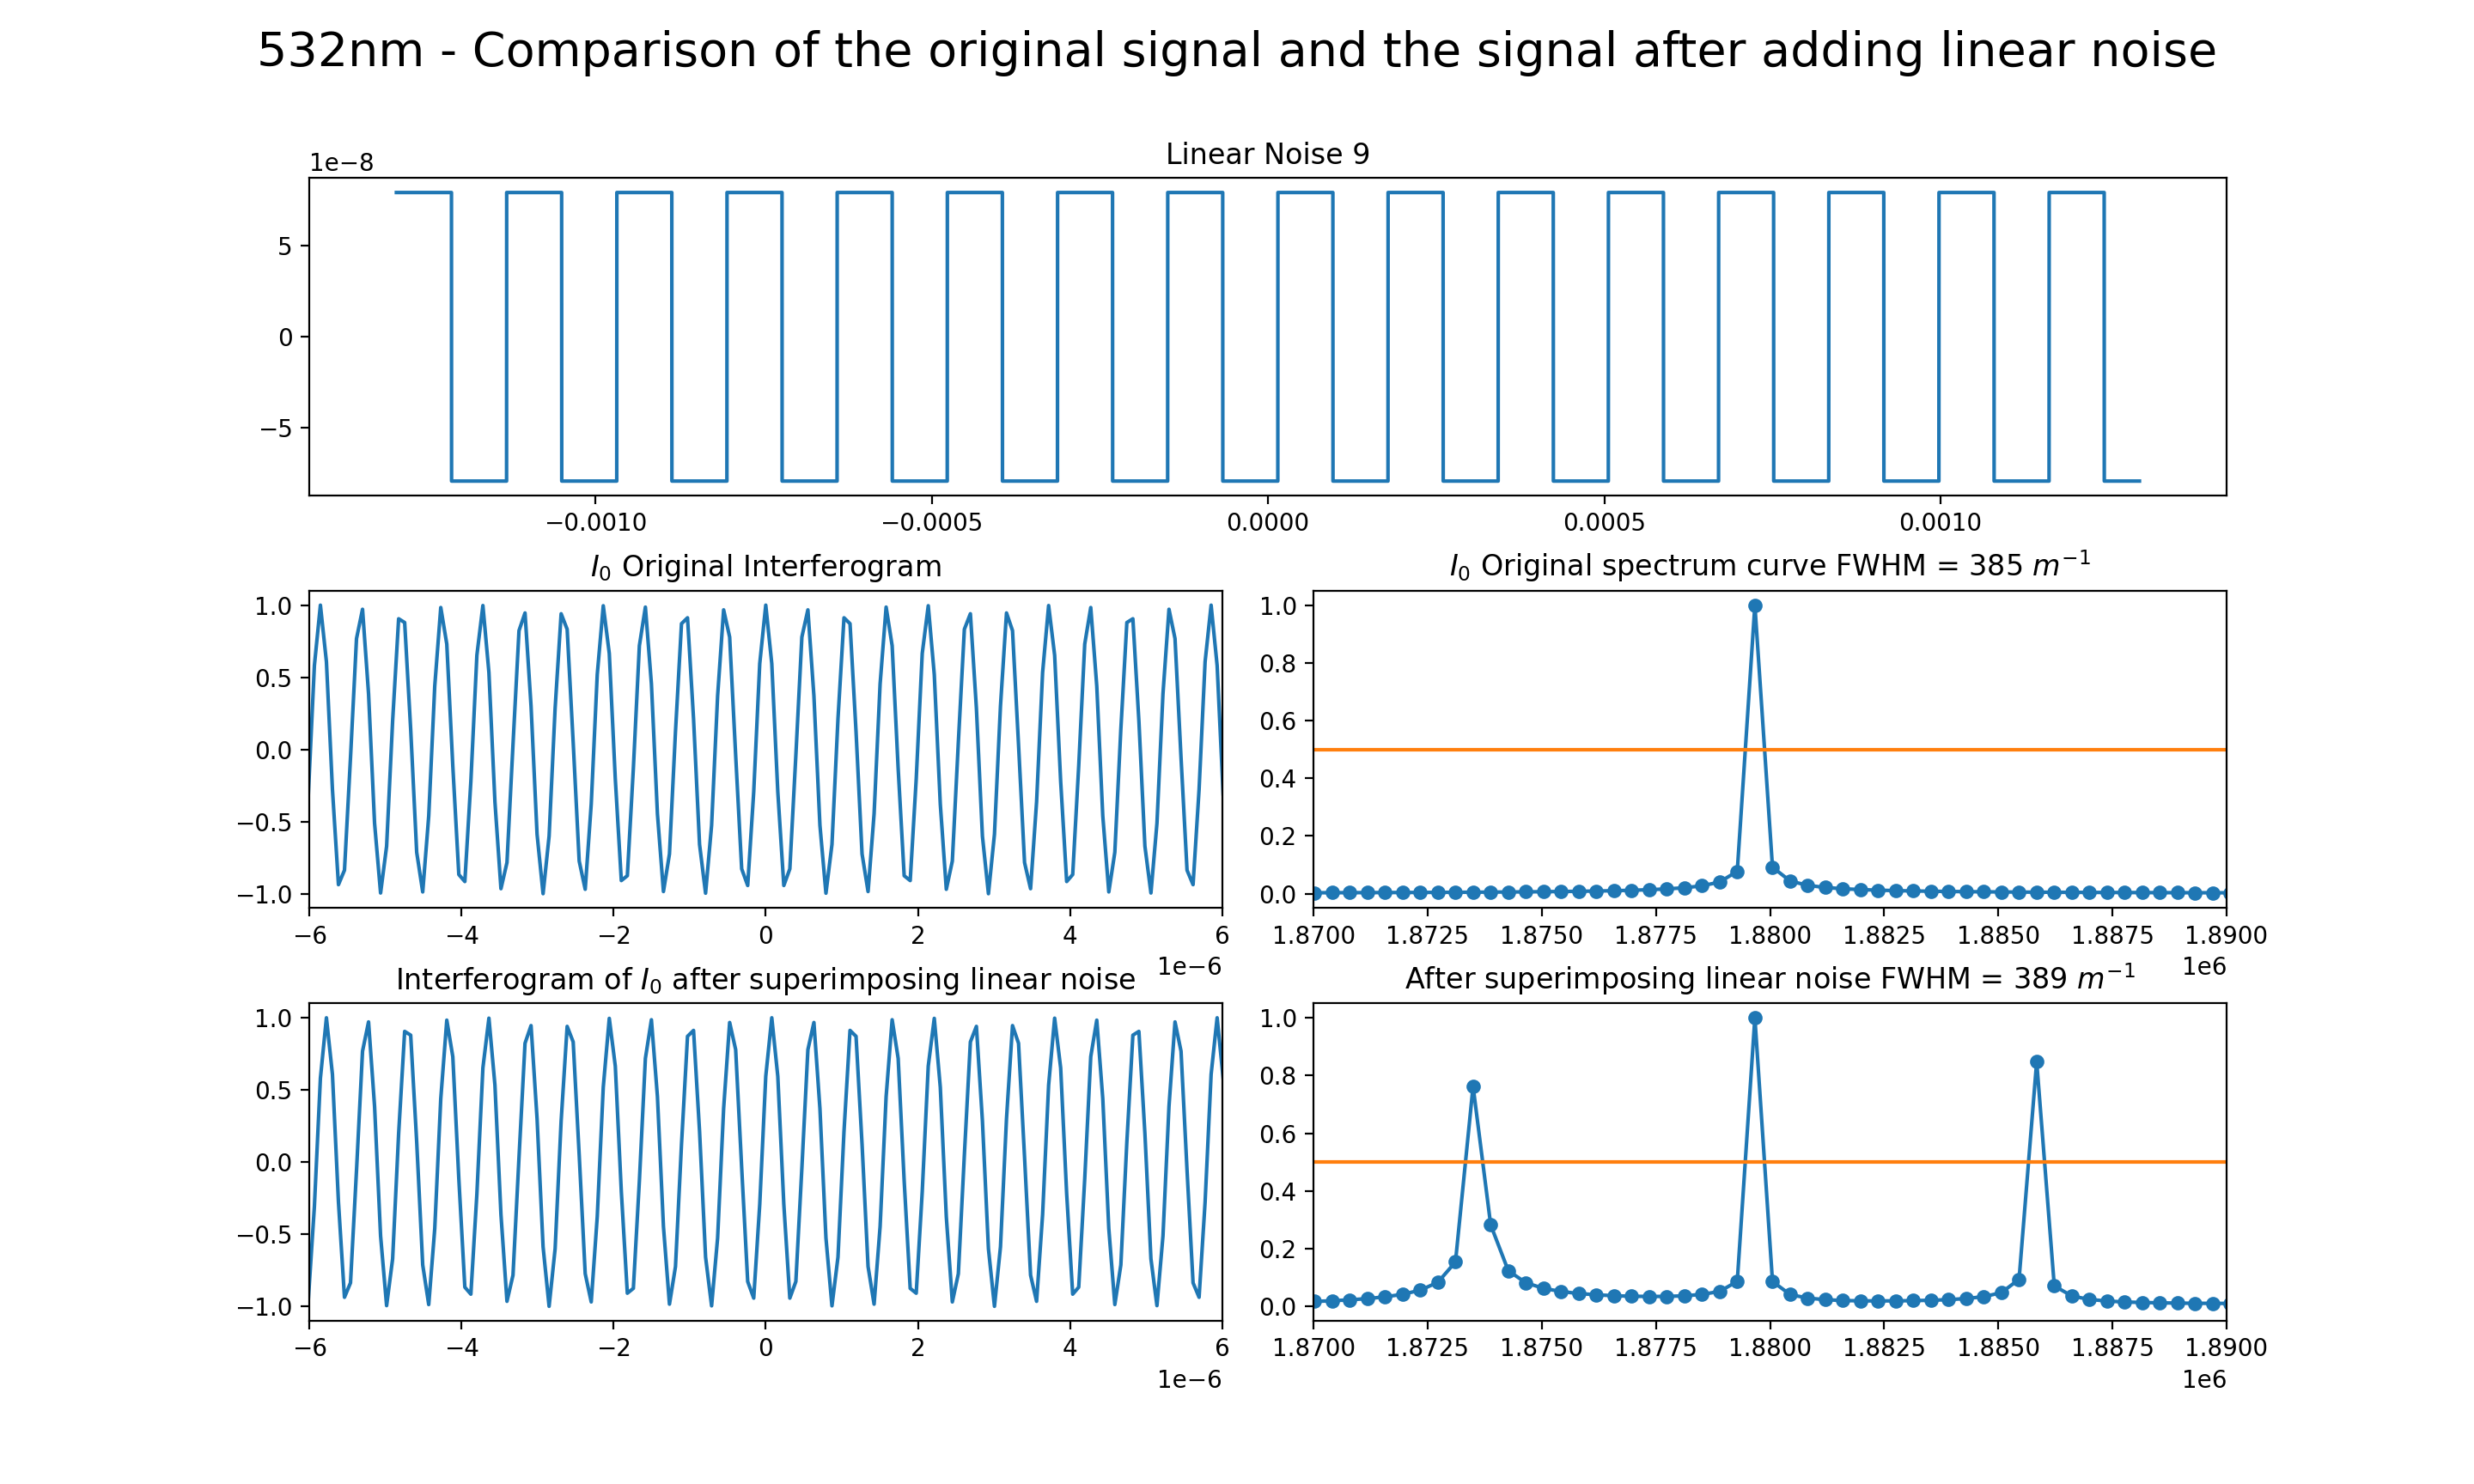 532nm - Comparison of the original signal and the signal after adding linear noise
Linear Noise 9
1e−8
5
0
−5
−0.0010 −0.0005 0.0000 0.0005 0.0010
I₀ Original Interferogram
1.0
0.5
0.0
−0.5
−1.0
−6 −4 −2 0 2 4 6
1e−6
I₀ Original spectrum curve FWHM = 385 m⁻¹
1.0
0.8
0.6
0.4
0.2
0.0
1.8700 1.8725 1.8750 1.8775 1.8800 1.8825 1.8850 1.8875 1.8900
1e6
Interferogram of I₀ after superimposing linear noise
1.0
0.5
0.0
−0.5
−1.0
−6 −4 −2 0 2 4 6
1e−6
After superimposing linear noise FWHM = 389 m⁻¹
1.0
0.8
0.6
0.4
0.2
0.0
1.8700 1.8725 1.8750 1.8775 1.8800 1.8825 1.8850 1.8875 1.8900
1e6